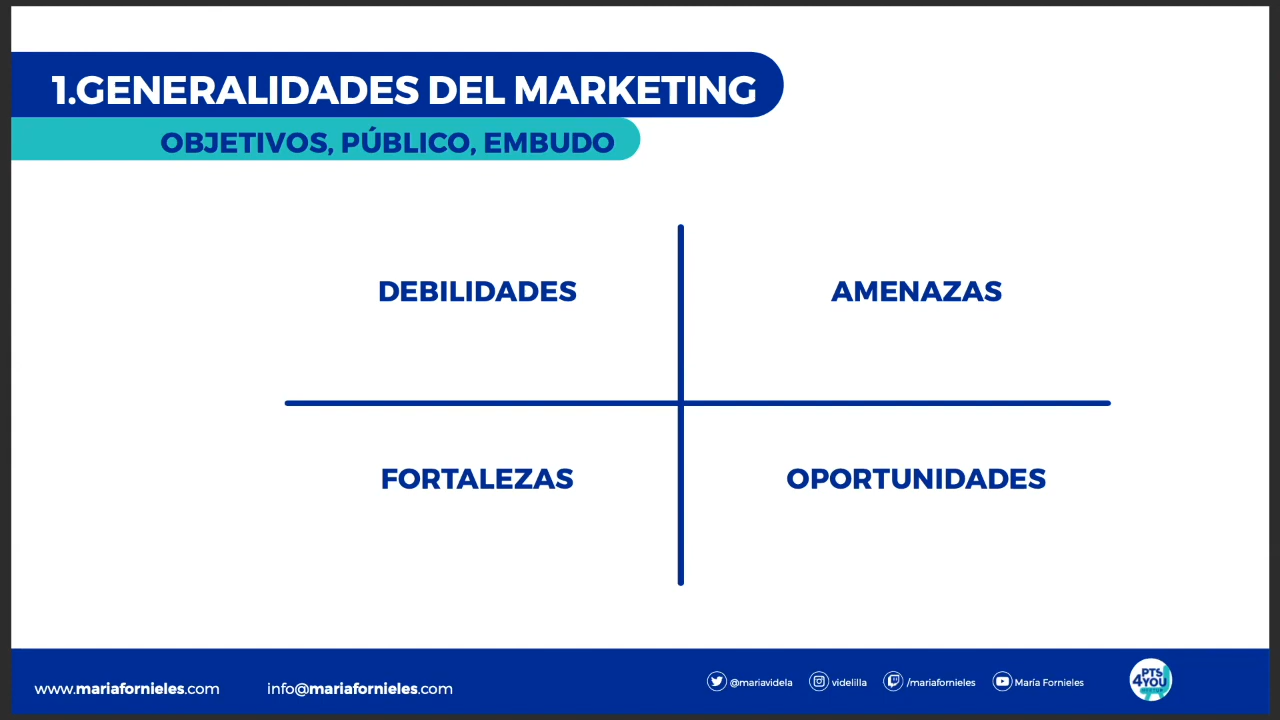 1.GENERALIDADES DEL MARKETING
OBJETIVOS, PÚBLICO, EMBUDO
DEBILIDADES
AMENAZAS
FORTALEZAS
OPORTUNIDADES
www.mariafornieles.com
info@mariafornieles.com
@mariavidela
videlilla
/mariafornieles
María Fornieles
PTS
4YOU